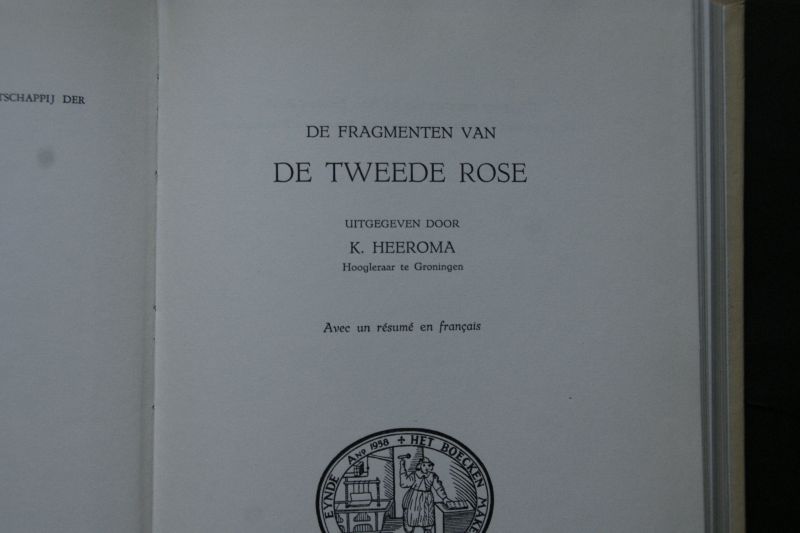 TSCHAPPIJ DER
DE FRAGMENTEN VAN
DE TWEEDE ROSE
UITGEGEVEN DOOR
K. HEEROMA
Hoogleraar te Groningen
Avec un résumé en français
EYNDE ANO 1958 + HET BOECKEN MAKE